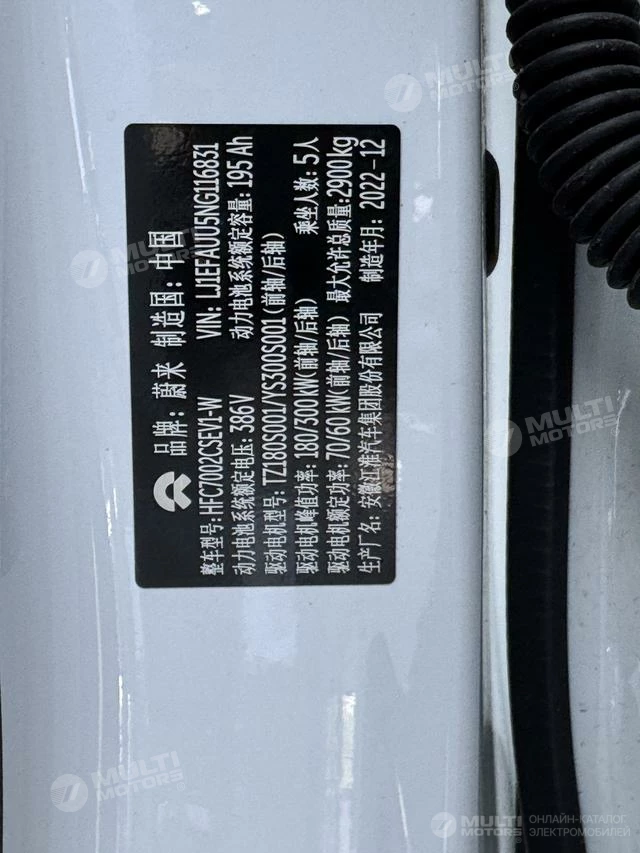 品牌: 蔚来 制造国: 中国
整车型号: HFC7002CSEV1-W VIN: LJ1EFAUU5NG116831
动力电池系统额定电压: 386V 动力电池系统额定容量: 195Ah
驱动电机型号: TZ180S001/YS300S001(前轴/后轴)
驱动电机峰值功率: 180/300kW(前轴/后轴) 乘坐人数: 5人
驱动电机额定功率: 70/60kW(前轴/后轴) 最大允许总质量: 2900kg
生产厂名: 安徽江淮汽车集团股份有限公司 制造年月: 2022-12
MULTI MOTORS
MULTI MOTORS
MULTI MOTORS
MULTI MOTORS
MULTI MOTORS
MULTI MOTORS
ОНЛАЙН-КАТАЛОГ
ЭЛЕКТРОМОБИЛЕЙ